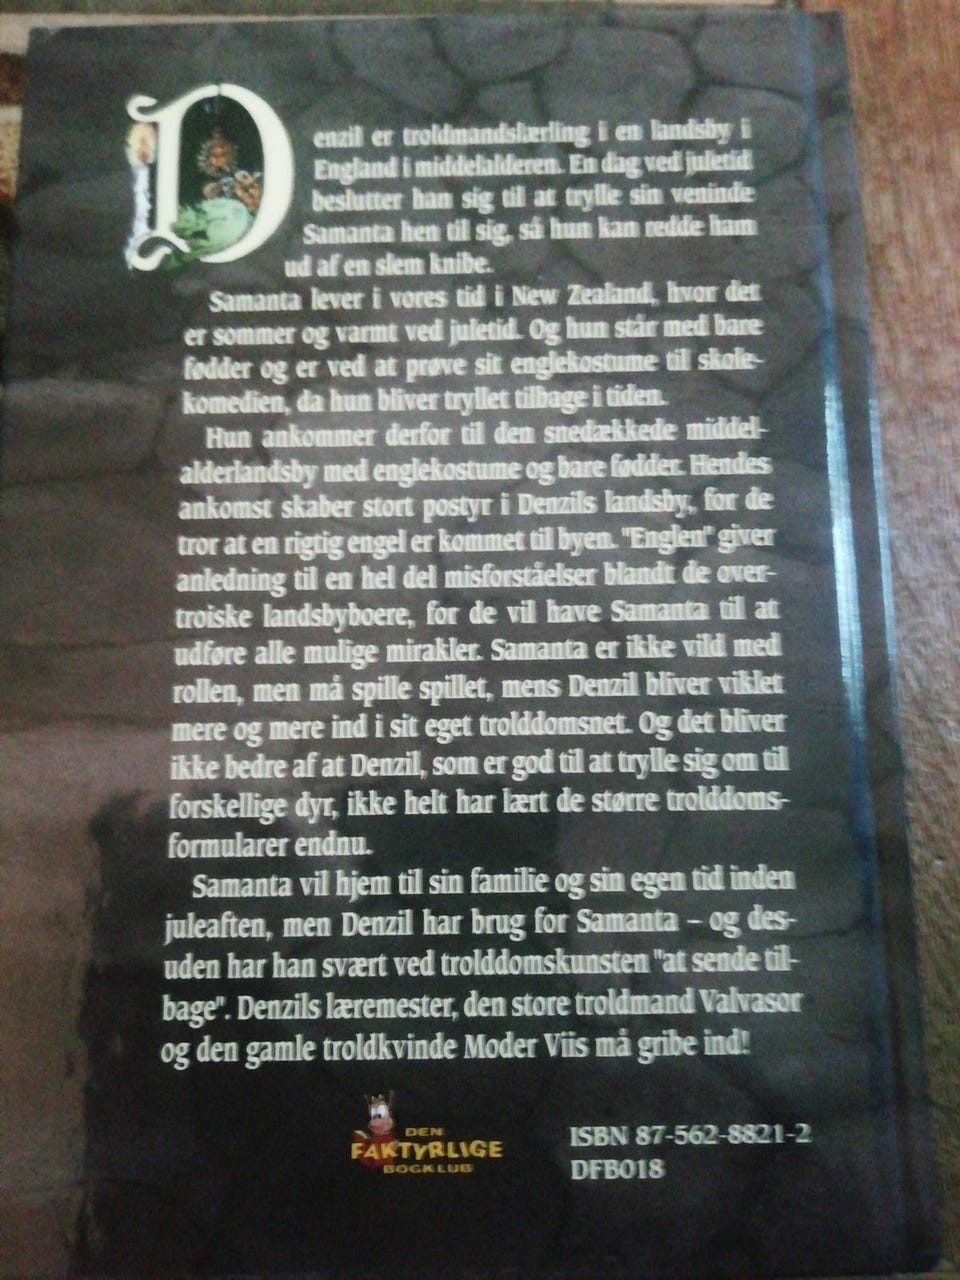 Denzil er troldmandslærling i en landsby i
England i middelalderen. En dag ved juletid
beslutter han sig til at trylle sin veninde
Samanta hen til sig, så hun kan redde ham
ud af en slem knibe.
Samanta lever i vores tid i New Zealand, hvor det
er sommer og varmt ved juletid. Og hun står med bare
fødder og er ved at prøve sit englekostume til skole-
komedien, da hun bliver tryllet tilbage i tiden.
Hun ankommer derfor til den snedækkede middel-
alderlandsby med englekostume og bare fødder. Hendes
ankomst skaber stort postyr i Denzils landsby, for de
tror at en rigtig engel er kommet til byen. "Englen" giver
anledning til en hel del misforståelser blandt de over-
troiske landsbyboere, for de vil have Samanta til at
udføre alle mulige mirakler. Samanta er ikke vild med
rollen, men må spille spillet, mens Denzil bliver viklet
mere og mere ind i sit eget trolddomsnet. Og det bliver
ikke bedre af at Denzil, som er god til at trylle sig om til
forskellige dyr, ikke helt har lært de større trolddoms-
formularer endnu.
Samanta vil hjem til sin familie og sin egen tid inden
juleaften, men Denzil har brug for Samanta – og des-
uden har han svært ved trolddomskunsten "at sende til-
bage". Denzils læremester, den store troldmand Valvasor
og den gamle troldkvinde Moder Viis må gribe ind!
DEN
FAKTYRLIGE
BOGKLUB
ISBN 87-562-8821-2
DFB018